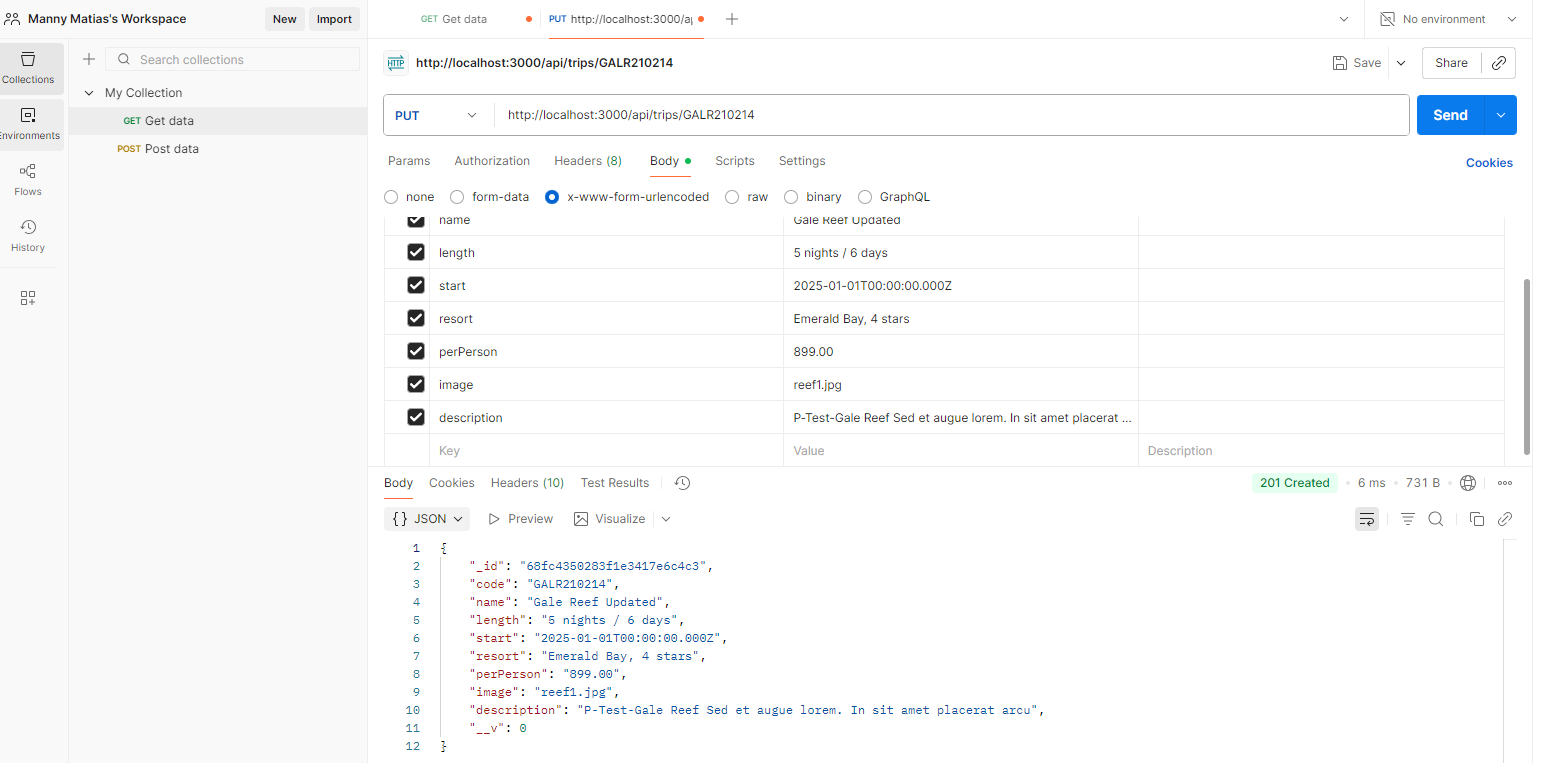 Manny Matias's Workspace
New
Import
GET Get data
PUT http://localhost:3000/a
No environment
Collections
Environments
Flows
History
Search collections
My Collection
GET Get data
POST Post data
HTTP
http://localhost:3000/api/trips/GALR210214
Save
Share
PUT
http://localhost:3000/api/trips/GALR210214
Send
Params
Authorization
Headers (8)
Body
Scripts
Settings
Cookies
none
form-data
x-www-form-urlencoded
raw
binary
GraphQL
name Gale Reef Updated
length 5 nights / 6 days
start 2025-01-01T00:00:00.000Z
resort Emerald Bay, 4 stars
perPerson 899.00
image reef1.jpg
description P-Test-Gale Reef Sed et augue lorem. In sit amet placerat ...
Key Value Description
Body
Cookies
Headers (10)
Test Results
201 Created
6 ms
731 B
{} JSON
Preview
Visualize
1 {
2 "_id": "68fc4350283f1e3417e6c4c3",
3 "code": "GALR210214",
4 "name": "Gale Reef Updated",
5 "length": "5 nights / 6 days",
6 "start": "2025-01-01T00:00:00.000Z",
7 "resort": "Emerald Bay, 4 stars",
8 "perPerson": "899.00",
9 "image": "reef1.jpg",
10 "description": "P-Test-Gale Reef Sed et augue lorem. In sit amet placerat arcu",
11 "__v": 0
12 }